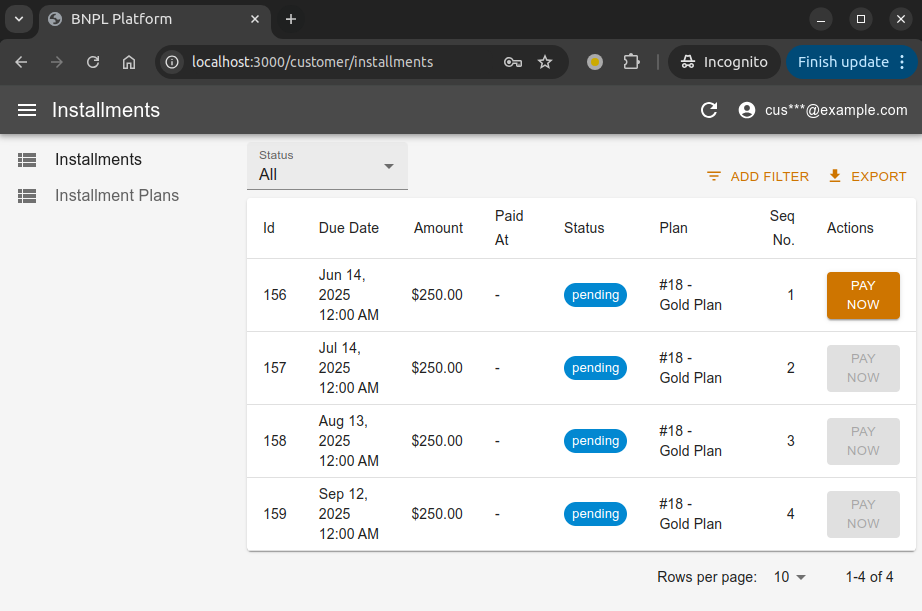 BNPL Platform
localhost:3000/customer/installments
Incognito
Finish update
Installments
cus***@example.com
Installments
Installment Plans
Status
All
ADD FILTER
EXPORT
Id
Due Date
Amount
Paid
At
Status
Plan
Seq
No.
Actions
156
Jun 14,
2025
12:00 AM
$250.00
-
pending
#18 -
Gold Plan
1
PAY
NOW
157
Jul 14,
2025
12:00 AM
$250.00
-
pending
#18 -
Gold Plan
2
PAY
NOW
158
Aug 13,
2025
12:00 AM
$250.00
-
pending
#18 -
Gold Plan
3
PAY
NOW
159
Sep 12,
2025
12:00 AM
$250.00
-
pending
#18 -
Gold Plan
4
PAY
NOW
Rows per page:
10
1-4 of 4